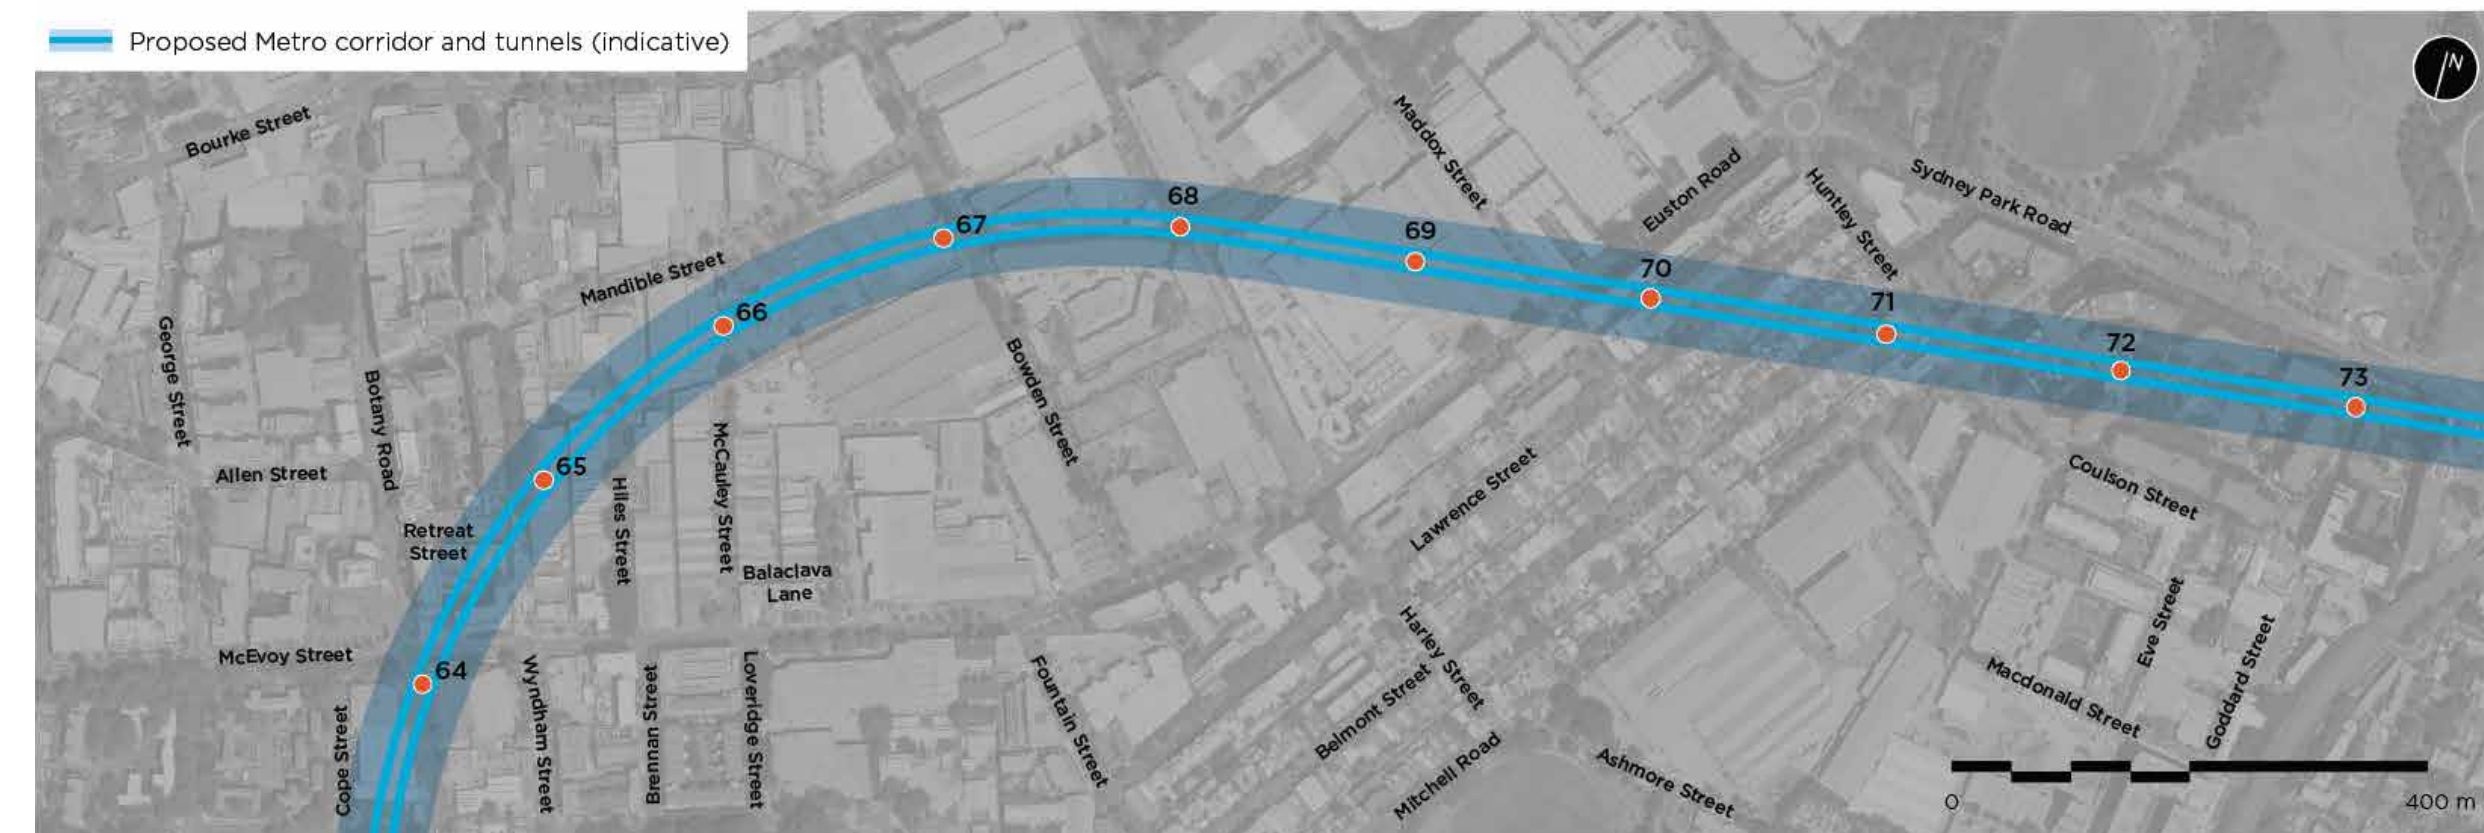 Proposed Metro corridor and tunnels (indicative)
N
Bourke Street
Maddox Street
Euston Road
Huntley Street
Sydney Park Road
68
67
69
Mandible Street
70
66
71
72
George Street
Botany Road
Bowden Street
73
65
Allen Street
McCauley Street
Hiles Street
Lawrence Street
Coulson Street
Retreat
Street
Balaclava
Lane
McEvoy Street
64
Cope Street
Wyndham Street
Brennan Street
Loveridge Street
Fountain Street
Harley Street
Belmont Street
Mitchell Road
Ashmore Street
Eve Street
Macdonald Street
Goddard Street
0
400 m